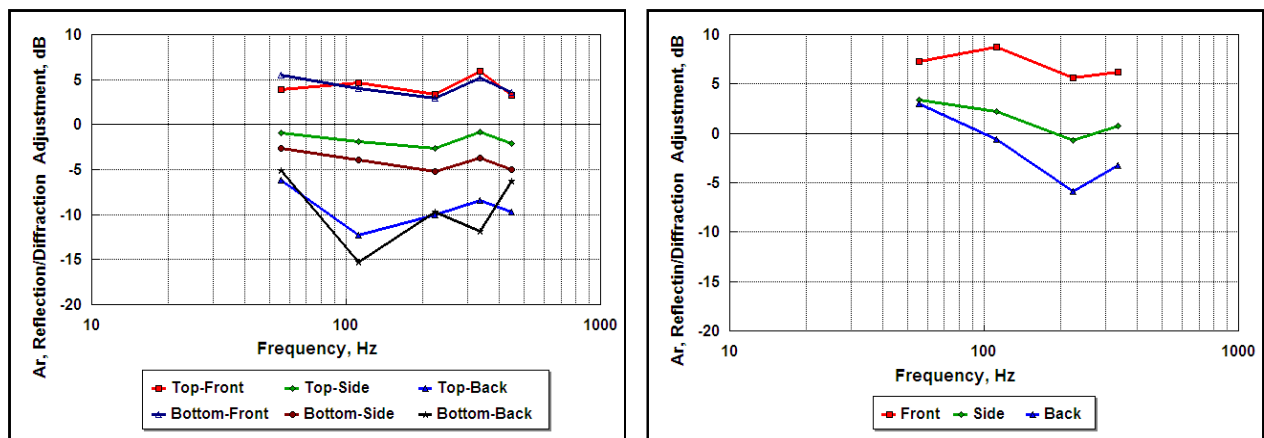 Ar, Reflection/Diffraction Adjustment, dB
10
5
0
-5
-10
-15
-20
10
100
1000
Frequency, Hz
Top-Front
Top-Side
Top-Back
Bottom-Front
Bottom-Side
Bottom-Back
Ar, Reflectin/Diffraction Adjustment, dB
10
5
0
-5
-10
-15
-20
10
100
1000
Frequency, Hz
Front
Side
Back